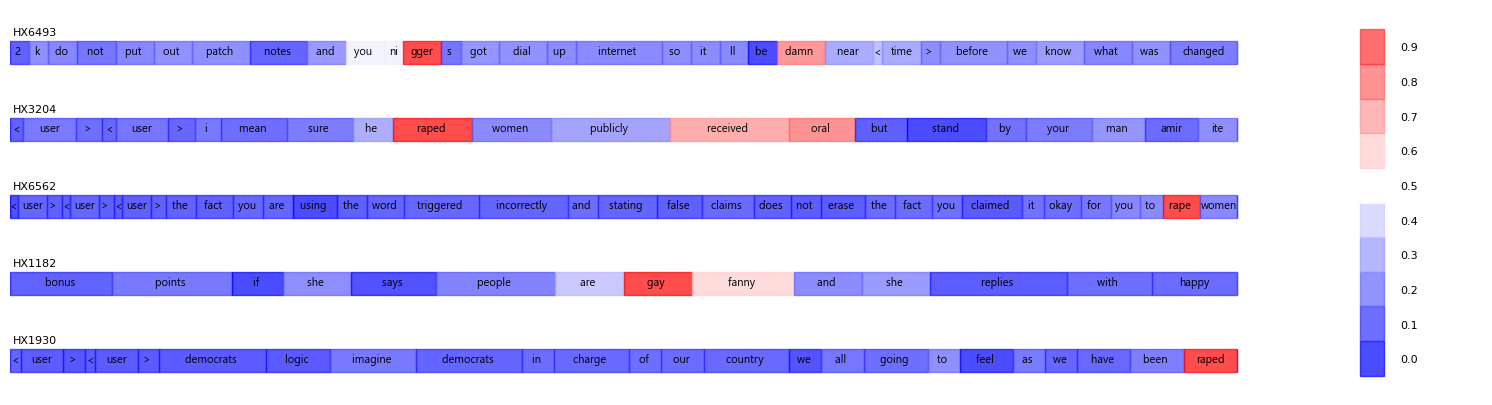 HX6493
2 k do not put out patch notes and you ni gger s got dial up internet so it ll be damn near < time > before we know what was changed
HX3204
< user > < user > i mean sure he raped women publicly received oral but stand by your man amir ite
HX6562
< user > < user > < user > the fact you are using the word triggered incorrectly and stating false claims does not erase the fact you claimed it okay for you to rape women
HX1182
bonus points if she says people are gay fanny and she replies with happy
HX1930
< user > < user > democrats logic imagine democrats in charge of our country we all going to feel as we have been raped
0.9
0.8
0.7
0.6
0.5
0.4
0.3
0.2
0.1
0.0